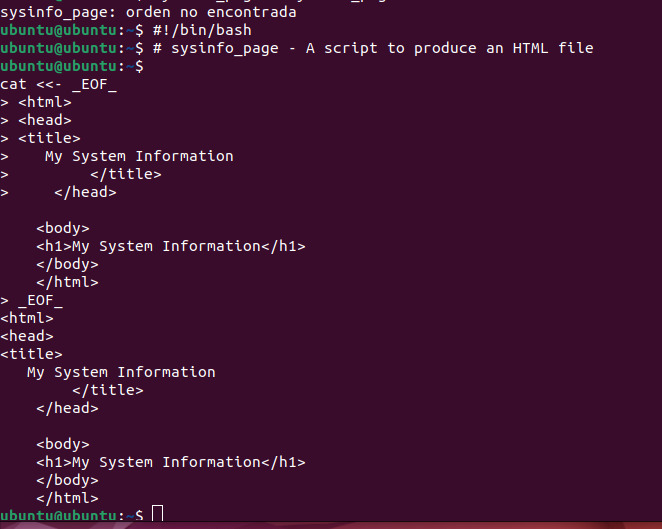 sysinfo_page: orden no encontrada
ubuntu@ubuntu:~$ #!/bin/bash
ubuntu@ubuntu:~$ # sysinfo_page - A script to produce an HTML file
ubuntu@ubuntu:~$
cat <<- _EOF_
> <html>
> <head>
> <title>
>    My System Information
>         </title>
>     </head>

    <body>
    <h1>My System Information</h1>
    </body>
    </html>
> _EOF_
<html>
<head>
<title>
   My System Information
        </title>
    </head>

    <body>
    <h1>My System Information</h1>
    </body>
    </html>
ubuntu@ubuntu:~$